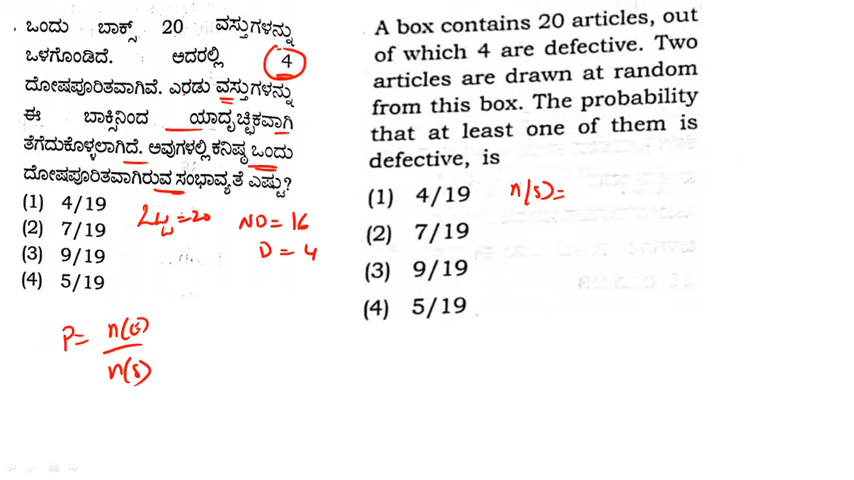 ಒಂದು ಬಾಕ್ಸ್ 20 ವಸ್ತುಗಳನ್ನು
ಒಳಗೊಂಡಿದೆ. ಅದರಲ್ಲಿ 4
ದೋಷಪೂರಿತವಾಗಿವೆ. ಎರಡು ವಸ್ತುಗಳನ್ನು
ಈ ಬಾಕ್ಸಿನಿಂದ ಯಾದೃಚ್ಛಿಕವಾಗಿ
ತೆಗೆದುಕೊಳ್ಳಲಾಗಿದೆ. ಅವುಗಳಲ್ಲಿ ಕನಿಷ್ಠ ಒಂದು
ದೋಷಪೂರಿತವಾಗಿರುವ ಸಂಭಾವ್ಯತೆ ಎಷ್ಟು?
(1) 4/19
(2) 7/19
(3) 9/19
(4) 5/19
=20
ND = 16
D = 4
P = n(E)
n(S)
A box contains 20 articles, out
of which 4 are defective. Two
articles are drawn at random
from this box. The probability
that at least one of them is
defective, is
(1) 4/19
n(S)=
(2) 7/19
(3) 9/19
(4) 5/19